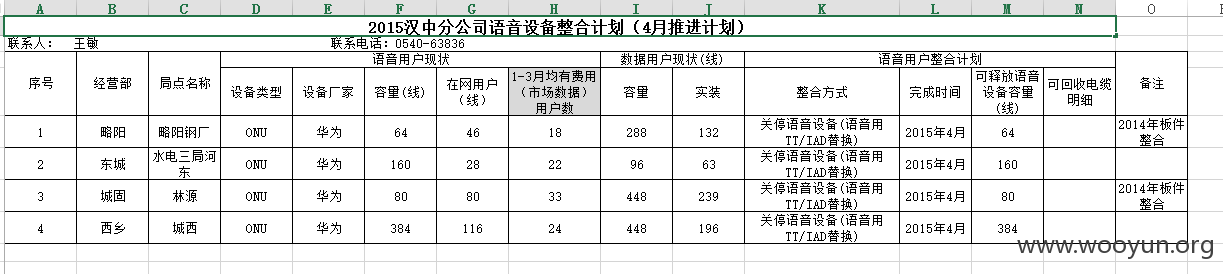 A B C D E F G H I J K L M N O P
2015汉中分公司语音设备整合计划（4月推进计划）
联系人： 王敏 联系电话：0540-63836
序号 经营部 局点名称 语音用户现状 数据用户现状(线) 语音用户整合计划 备注
设备类型 设备厂家 容量(线) 在网用户（线） 1-3月均有费用（市场数据）用户数 容量 实装 整合方式 完成时间 可释放语音设备容量(线) 可回收电缆明细
1 略阳 略阳钢厂 ONU 华为 64 46 18 288 132 关停语音设备(语音用TT/IAD替换) 2015年4月 64 2014年板件整合
2 东城 水电三局河东 ONU 华为 160 28 22 96 63 关停语音设备(语音用TT/IAD替换) 2015年4月 160
3 城固 林源 ONU 华为 80 80 33 448 239 关停语音设备(语音用TT/IAD替换) 2015年4月 80 2014年板件整合
4 西乡 城西 ONU 华为 384 116 24 448 196 关停语音设备(语音用TT/IAD替换) 2015年4月 384
www.wooyun.org